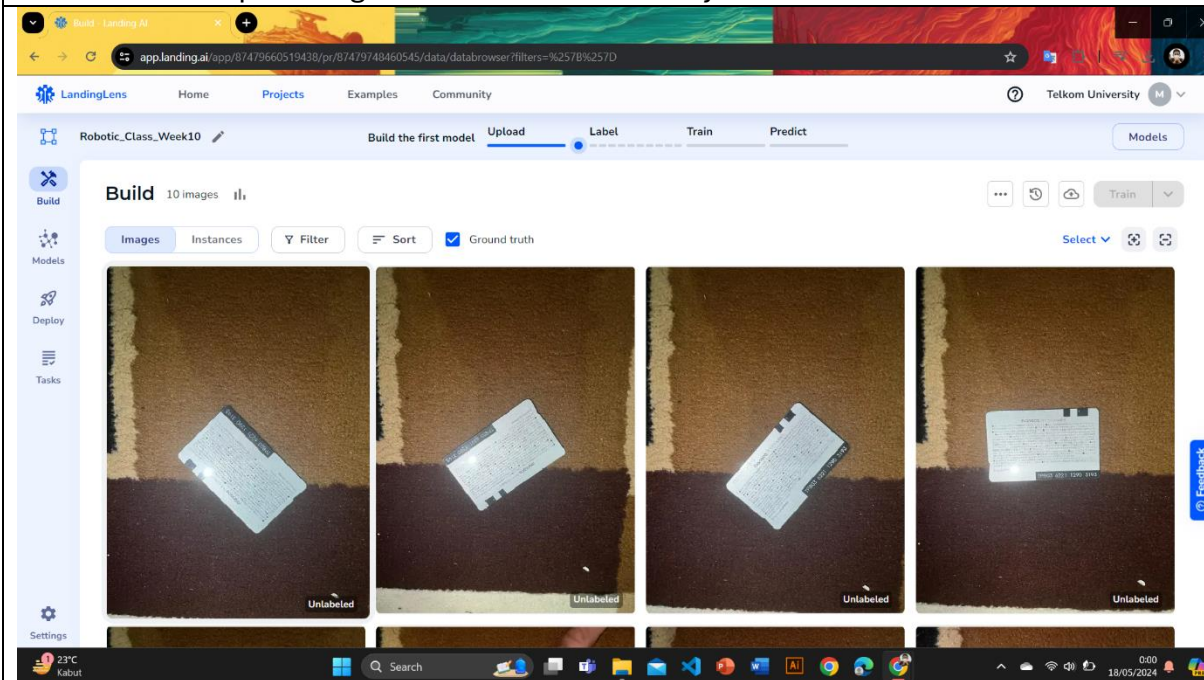 Build - Landing AI
app.landing.ai/app/87479660519438/pr/87479748460545/data/databrowser?filters=%257B%257D
LandingLens Home Projects Examples Community Telkom University M
Robotic_Class_Week10 Build the first model Upload Label Train Predict Models
Build 10 images Train
Images Instances Filter Sort Ground truth Select
Build
Models
Deploy
Tasks
Settings
Unlabeled Unlabeled Unlabeled Unlabeled
Feedback
23°C
Kabut
Search
0:00
18/05/2024